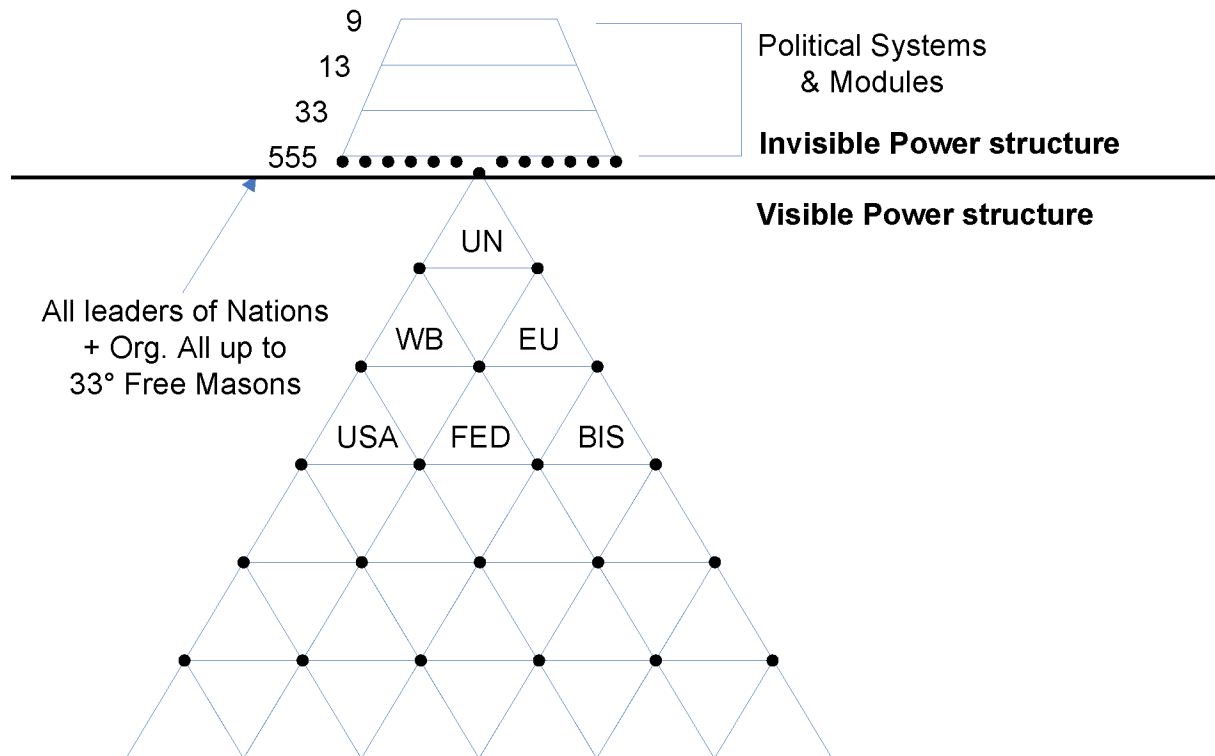 9
13
33
555
Political Systems
& Modules
Invisible Power structure
Visible Power structure
All leaders of Nations
+ Org. All up to
33° Free Masons
UN
WB EU
USA FED BIS